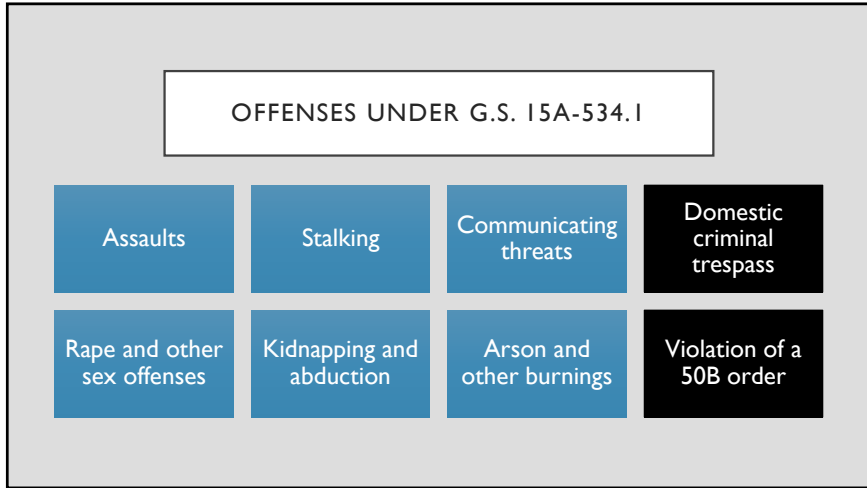 OFFENSES UNDER G.S. 15A-534.1
Assaults
Stalking
Communicating
threats
Domestic
criminal
trespass
Rape and other
sex offenses
Kidnapping and
abduction
Arson and
other burnings
Violation of a
50B order